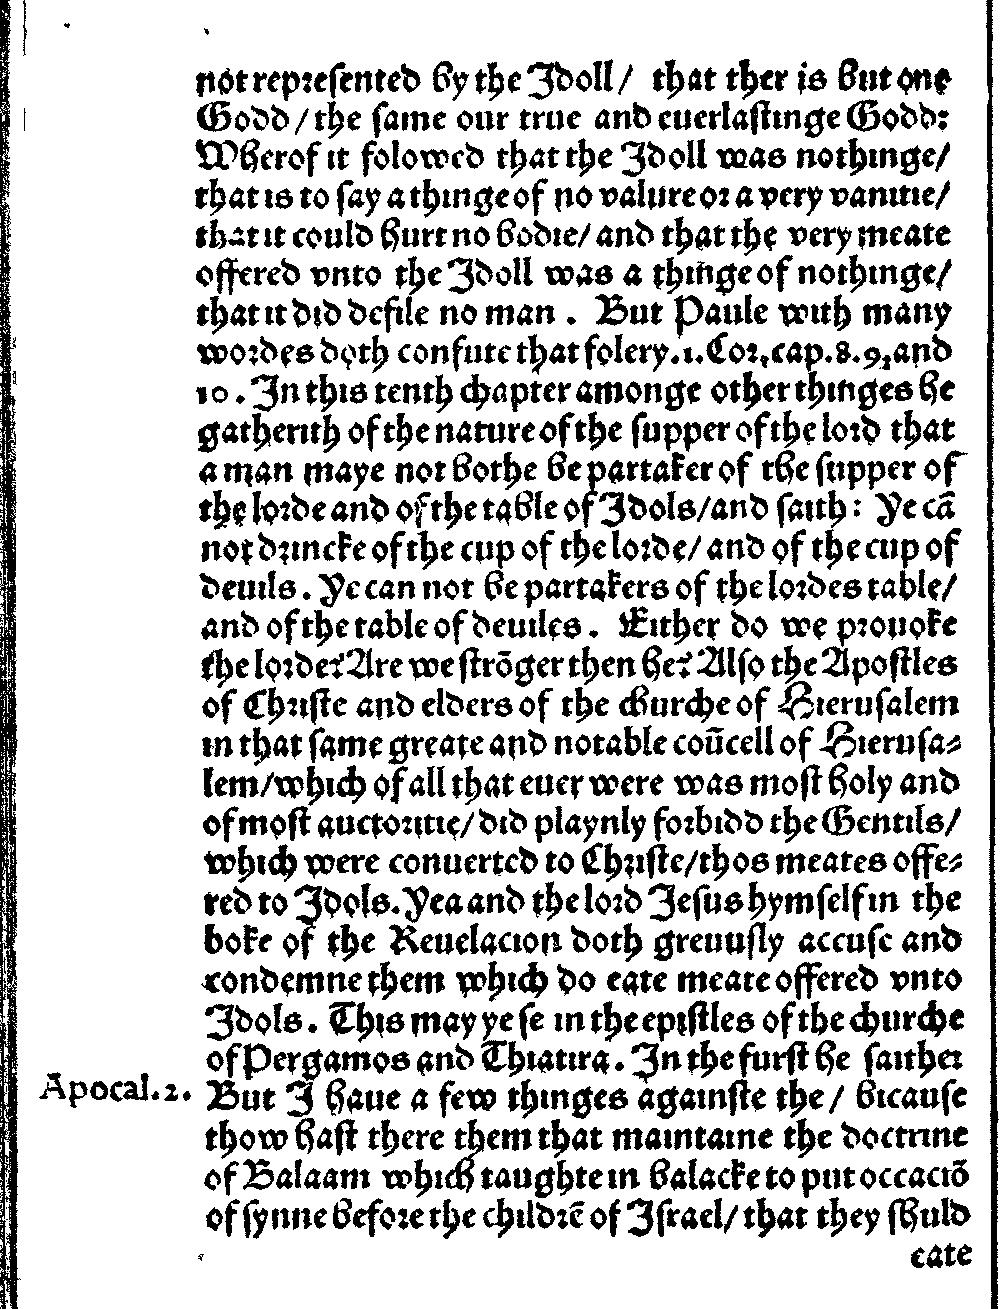 not repreſented by the Idoll/ that ther is but one
Godd/the ſame our true and euerlaſtinge Godd:
Wherof it folowed that the Idoll was nothinge/
that is to ſay a thinge of no valure or a very vanitie/
that it could hurt no bodie/ and that the very meate
offered vnto the Idoll was a thinge of nothinge/
that it did defile no man . But Paule with many
wordes doth confute that folery.1.Cor,cap.8.9,and
10. In this tenth chapter amonge other thinges he
gatherith of the nature of the ſupper of the lord that
a man maye not bothe be partaker of the ſupper of
the lorde and of the table of Idols/and ſaith: Ye cā
not drincke of the cup of the lorde/ and of the cup of
deuils. Ye can not be partakers of the lordes table/
and of the table of deuiles. Either do we prouoke
the lorde? Are we ſtrōger then he? Alſo the Apoſtles
of Chriſte and elders of the churche of Hieruſalem
in that ſame greate and notable coūcell of Hieruſa⸗
lem/which of all that euer were was moſt holy and
of moſt auctoritie/did playnly forbidd the Gentils/
which were conuerted to Chriſte/thos meates offe⸗
red to Idols. Yea and the lord Jeſus hymſelf in the
boke of the Reuelacion doth greuuſly accuſe and
condemne them which do eate meate offered vnto
Idols. This may ye ſe in the epiſtles of the churche
of Pergamos and Thiatira. In the furſt he ſaithe:
Apocal.2. But I haue a few thinges againſte the/ bicauſe
thow haſt there them that maintaine the doctrine
of Balaam which taughte in balacke to put occaciō
of ſynne before the childrē of Iſrael/ that they ſhuld
eate